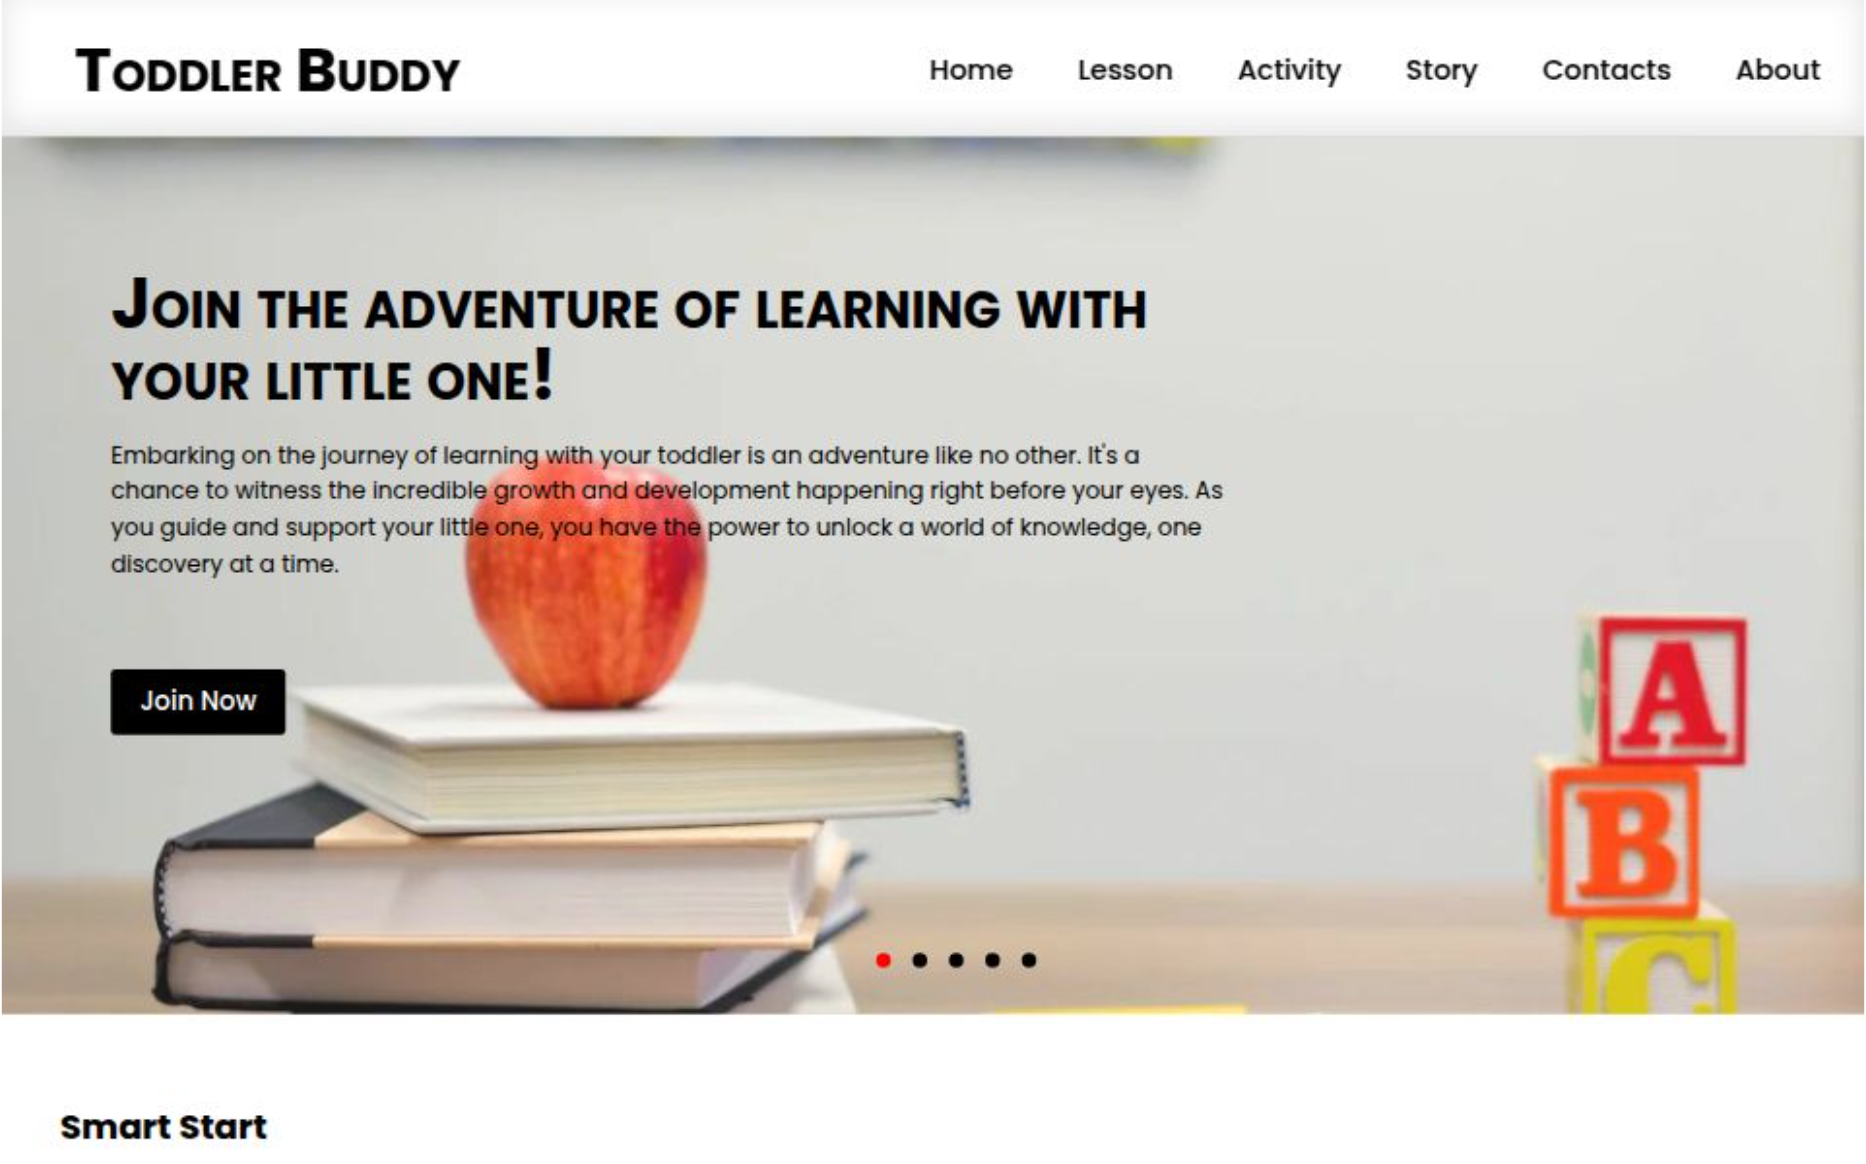 Toddler Buddy
Home Lesson Activity Story Contacts About
Join the adventure of learning with
your little one!
Embarking on the journey of learning with your toddler is an adventure like no other. It's a
chance to witness the incredible growth and development happening right before your eyes. As
you guide and support your little one, you have the power to unlock a world of knowledge, one
discovery at a time.
Join Now
A
B
C
Smart Start